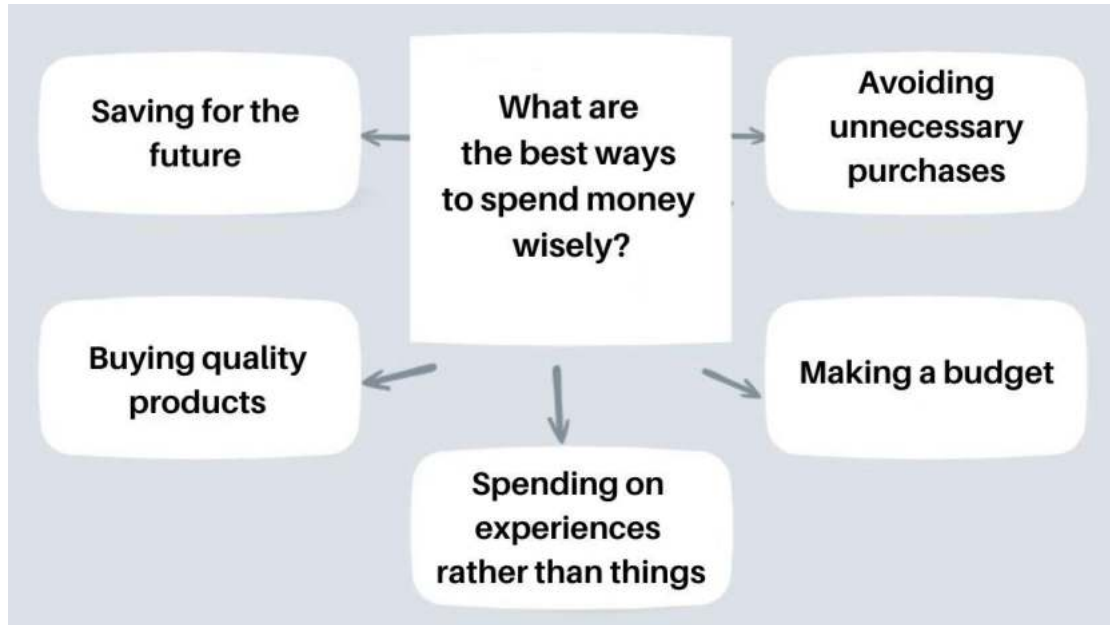 What are
the best ways
to spend money
wisely?
Saving for the
future
Avoiding
unnecessary
purchases
Buying quality
products
Making a budget
Spending on
experiences
rather than things